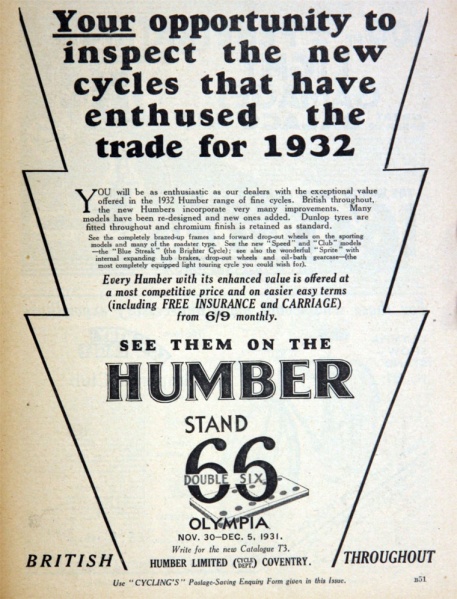 Your opportunity to
inspect the new
cycles that have
enthused the
trade for 1932
YOU will be as enthusiastic as our dealers with the exceptional value
offered in the 1932 Humber range of fine cycles. British throughout,
the new Humbers incorporate very many improvements. Many
models have been re-designed and new ones added. Dunlop tyres are
fitted throughout and chromium finish is retained as standard.
See the completely brazed-up frames and forward drop-out wheels on the sporting
models and many of the roadster type. See the new "Speed" and "Club" models
—the "Blue Streak" (the Brighter Cycle); see also the wonderful "Sprite" with
internal expanding hub brakes, drop-out wheels and oil-bath gearcase—(the
most completely equipped light touring cycle you could wish for).
Every Humber with its enhanced value is offered at
a most competitive price and on easier easy terms
(including FREE INSURANCE and CARRIAGE)
from 6/9 monthly.
SEE THEM ON THE
HUMBER
STAND
66
DOUBLE SIX
OLYMPIA
NOV. 30—DEC. 5, 1931.
Write for the new Catalogue T3.
BRITISH HUMBER LIMITED (CYCLE DEPT.) COVENTRY. THROUGHOUT
Use "CYCLING'S" Postage-Saving Enquiry Form given in this issue. B51